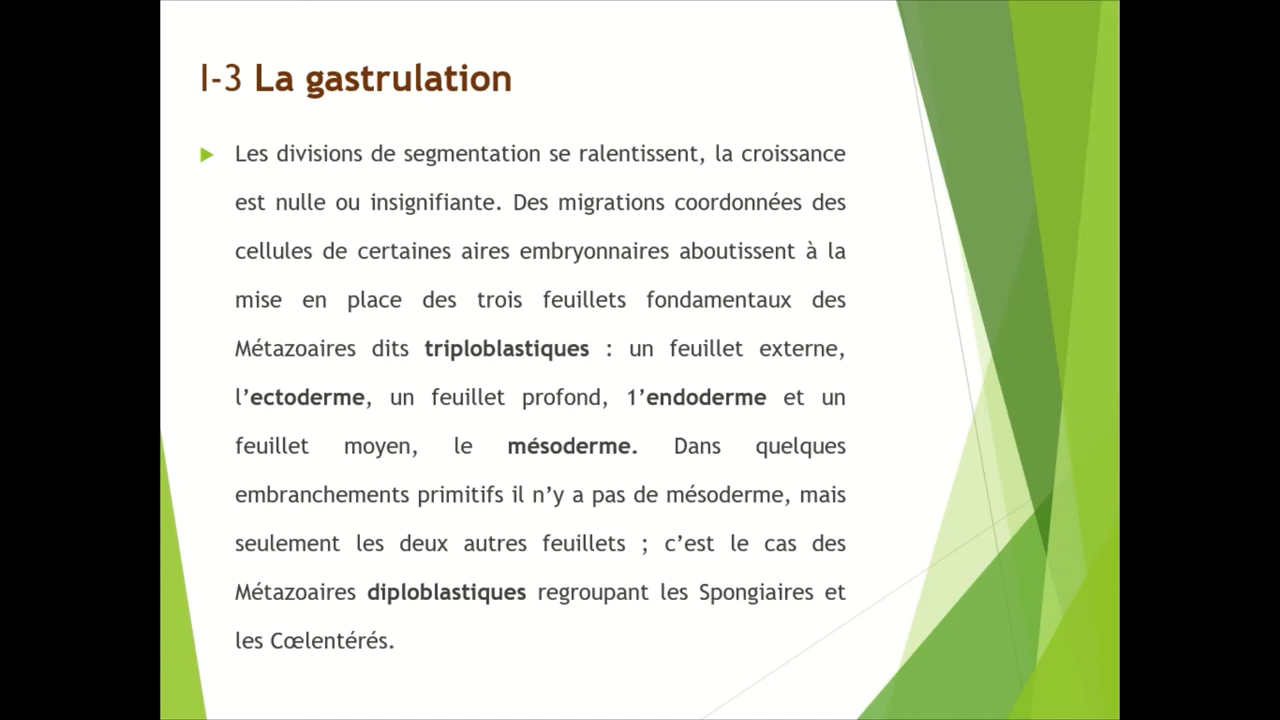 I-3 La gastrulation
Les divisions de segmentation se ralentissent, la croissance
est nulle ou insignifiante. Des migrations coordonnées des
cellules de certaines aires embryonnaires aboutissent à la
mise en place des trois feuillets fondamentaux des
Métazoaires dits triploblastiques : un feuillet externe,
l’ectoderme, un feuillet profond, 1’endoderme et un
feuillet moyen, le mésoderme. Dans quelques
embranchements primitifs il n’y a pas de mésoderme, mais
seulement les deux autres feuillets ; c’est le cas des
Métazoaires diploblastiques regroupant les Spongiaires et
les Cœlentérés.